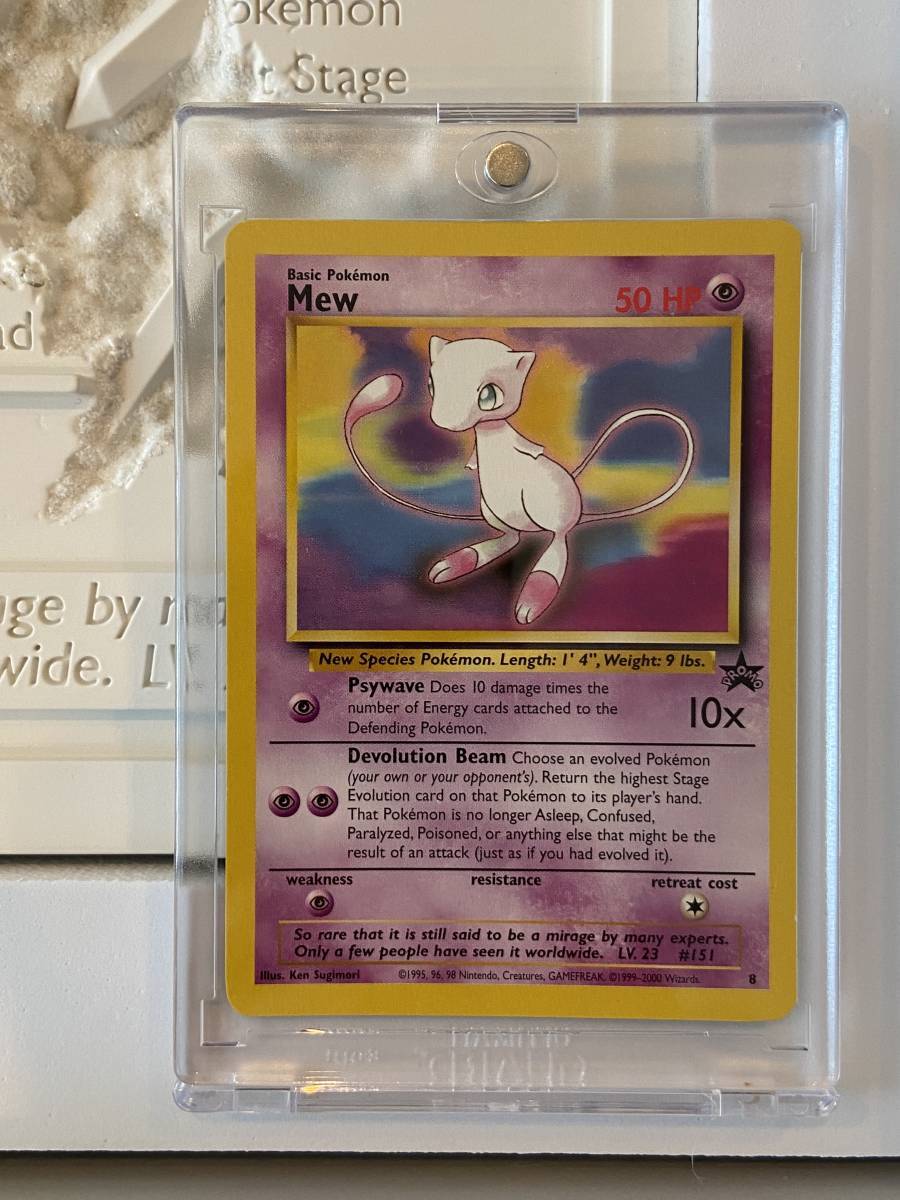 okémon
t Stage
nd
age by
wide. L
Basic Pokémon
Mew
50 HP
New Species Pokémon. Length: 1' 4", Weight: 9 lbs.
PROMO
Psywave Does 10 damage times the
number of Energy cards attached to the
Defending Pokémon.
10x
Devolution Beam Choose an evolved Pokémon
(your own or your opponent's). Return the highest Stage
Evolution card on that Pokémon to its player's hand.
That Pokémon is no longer Asleep, Confused,
Paralyzed, Poisoned, or anything else that might be the
result of an attack (just as if you had evolved it).
weakness
resistance
retreat cost
So rare that it is still said to be a mirage by many experts.
Only a few people have seen it worldwide. LV. 23 #151
Illus. Ken Sugimori
©1995, 96, 98 Nintendo, Creatures, GAMEFREAK. ©1999-2000 Wizards.
8